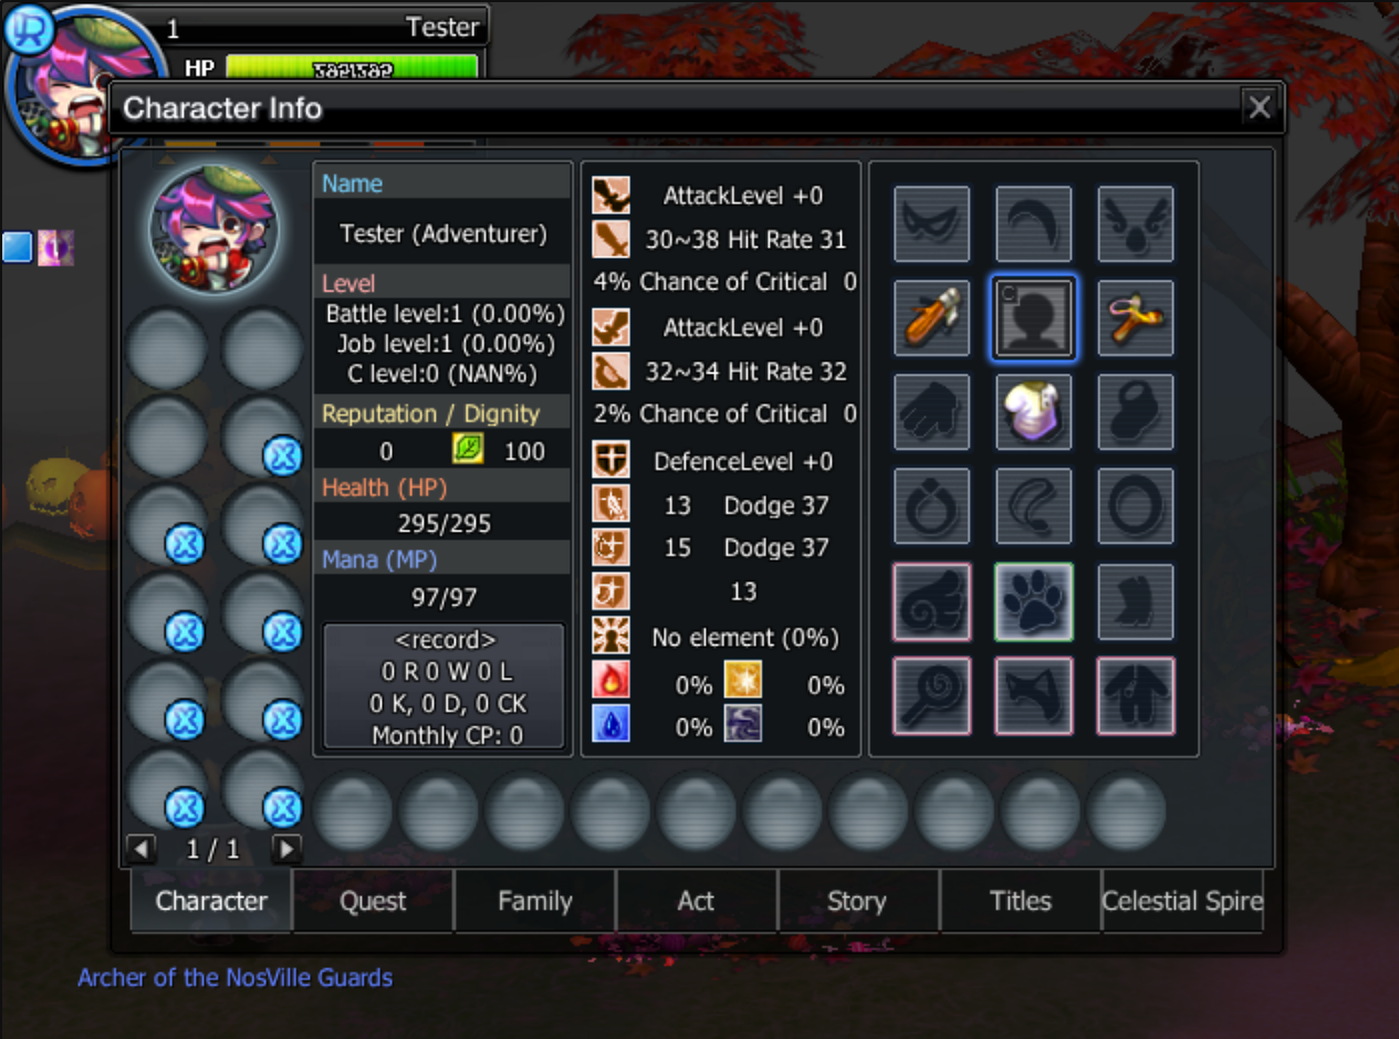 1 Tester
HP
Character Info
Name
Tester (Adventurer)
Level
Battle level:1 (0.00%)
Job level:1 (0.00%)
C level:0 (NAN%)
Reputation / Dignity
0 100
Health (HP)
295/295
Mana (MP)
97/97
<record>
0 R 0 W 0 L
0 K, 0 D, 0 CK
Monthly CP: 0
AttackLevel +0
30~38 Hit Rate 31
4% Chance of Critical 0
AttackLevel +0
32~34 Hit Rate 32
2% Chance of Critical 0
DefenceLevel +0
13 Dodge 37
15 Dodge 37
13
No element (0%)
0% 0%
0% 0%
1 / 1
Character Quest Family Act Story Titles Celestial Spire
Archer of the NosVille Guards